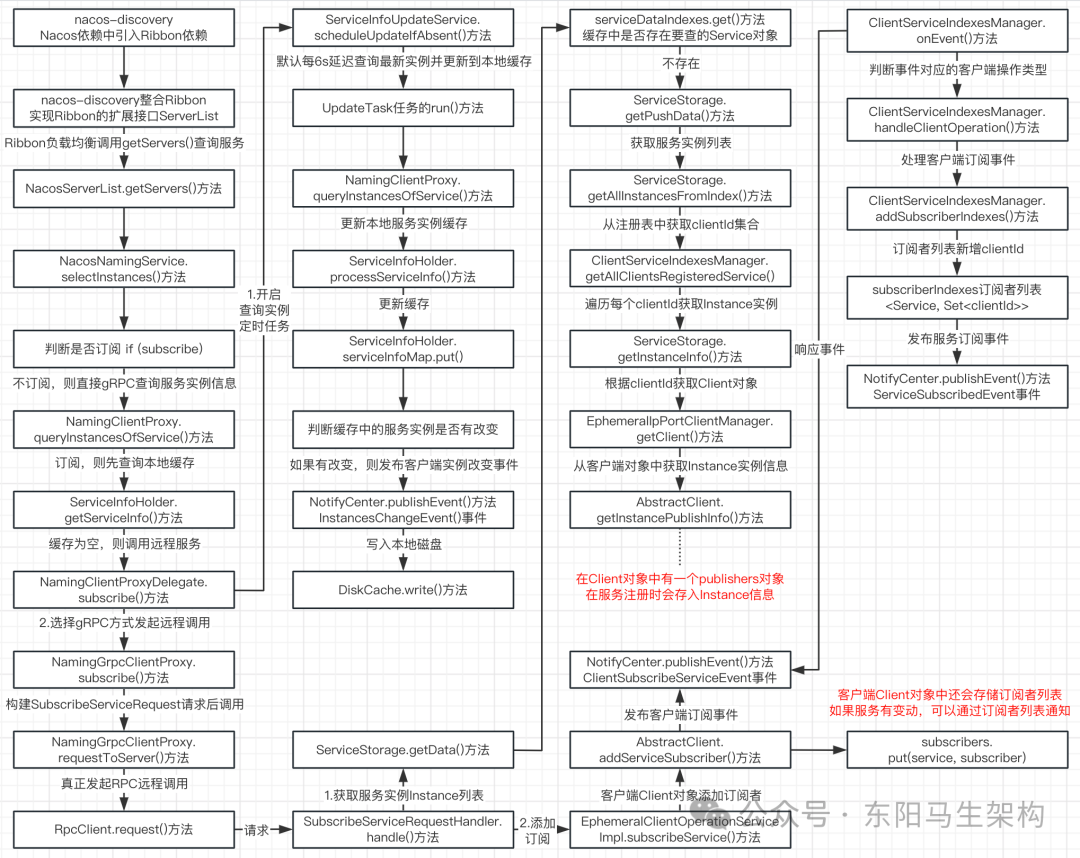 nacos-discovery
Nacos依赖中引入Ribbon依赖
nacos-discovery整合Ribbon
实现Ribbon的扩展接口ServerList
Ribbon负载均衡调用getServers()查询服务
NacosServerList.getServers()方法
NacosNamingService.
selectInstances()方法
判断是否订阅 if (subscribe)
不订阅，则直接gRPC查询服务实例信息
NamingClientProxy.
queryInstancesOfService()方法
订阅，则先查询本地缓存
ServiceInfoHolder.
getServiceInfo()方法
缓存为空，则调用远程服务
NamingClientProxyDelegate.
subscribe()方法
2.选择gRPC方式发起远程调用
NamingGrpcClientProxy.
subscribe()方法
构建SubscribeServiceRequest请求后调用
NamingGrpcClientProxy.
requestToServer()方法
真正发起RPC远程调用
RpcClient.request()方法
请求
1.开启
查询实例
定时任务
ServiceInfoUpdateService.
scheduleUpdateIfAbsent()方法
默认每6s延迟查询最新实例并更新到本地缓存
UpdateTask任务的run()方法
NamingClientProxy.
queryInstancesOfService()方法
更新本地服务实例缓存
ServiceInfoHolder.
processServiceInfo()方法
更新缓存
ServiceInfoHolder.
serviceInfoMap.put()
判断缓存中的服务实例是否有改变
如果有改变，则发布客户端实例改变事件
NotifyCenter.publishEvent()方法
InstancesChangeEvent()事件
写入本地磁盘
DiskCache.write()方法
ServiceStorage.getData()方法
1.获取服务实例Instance列表
SubscribeServiceRequestHandler.
handle()方法
2.添加
订阅
serviceDataIndexes.get()方法
缓存中是否存在要查的Service对象
不存在
ServiceStorage.
getPushData()方法
获取服务实例列表
ServiceStorage.
getAllInstancesFromIndex()方法
从注册表中获取clientId集合
ClientServiceIndexesManager.
getAllClientsRegisteredService()
遍历每个clientId获取Instance实例
ServiceStorage.
getInstanceInfo()方法
根据clientId获取Client对象
EphemeralIpPortClientManager.
getClient()方法
从客户端对象中获取Instance实例信息
AbstractClient.
getInstancePublishInfo()方法
在Client对象中有一个publishers对象
在服务注册时会存入Instance信息
NotifyCenter.publishEvent()方法
ClientSubscribeServiceEvent事件
发布客户端订阅事件
AbstractClient.
addServiceSubscriber()方法
客户端Client对象添加订阅者
EphemeralClientOperationService
Impl.subscribeService()方法
响应事件
ClientServiceIndexesManager.
onEvent()方法
判断事件对应的客户端操作类型
ClientServiceIndexesManager.
handleClientOperation()方法
处理客户端订阅事件
ClientServiceIndexesManager.
addSubscriberIndexes()方法
订阅者列表新增clientId
subscriberIndexes订阅者列表
<Service, Set<clientId>>
发布服务订阅事件
NotifyCenter.publishEvent()方法
ServiceSubscribedEvent事件
客户端Client对象中还会存储订阅者列表
如果服务有变动，可以通过订阅者列表通知
subscribers.
put(service, subscriber)
公众号 · 东阳马生架构